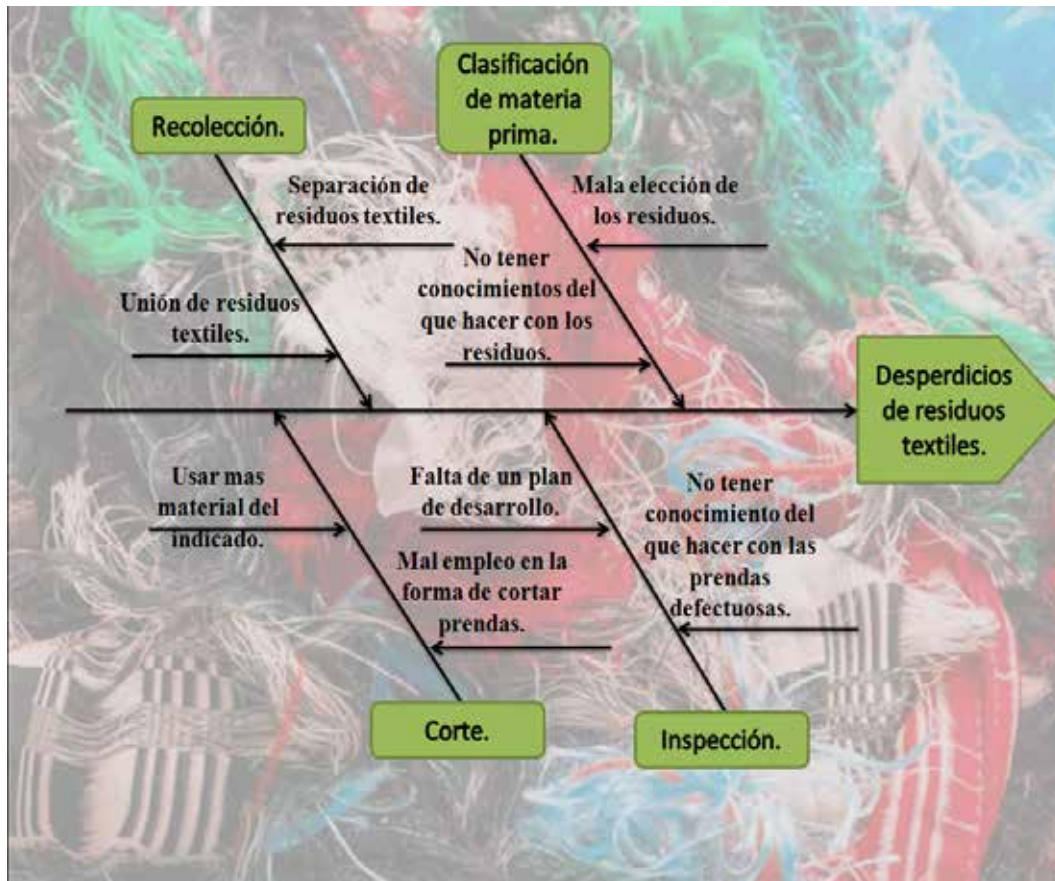 Clasificación
de materia
prima.
Recolección.
Separación de
residuos textiles.
Mala elección de
los residuos.
No tener
conocimientos del
que hacer con los
residuos.
Unión de residuos
textiles.
Desperdicios
de residuos
textiles.
Usar mas
material del
indicado.
Falta de un plan
de desarrollo.
No tener
conocimiento del
que hacer con las
prendas
defectuosas.
Mal empleo en la
forma de cortar
prendas.
Corte.
Inspección.